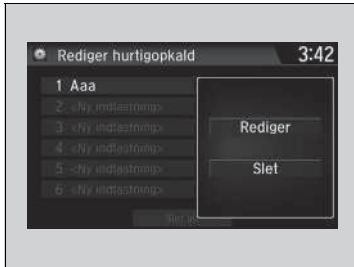 Rediger hurtigopkald 3:42
1 Aaa
2 <Ny indtastning>
3 <Ny indtastning>
4 <Ny indtastning>
5 <Ny indtastning>
6 <Ny indtastning>
Rediger
Slet